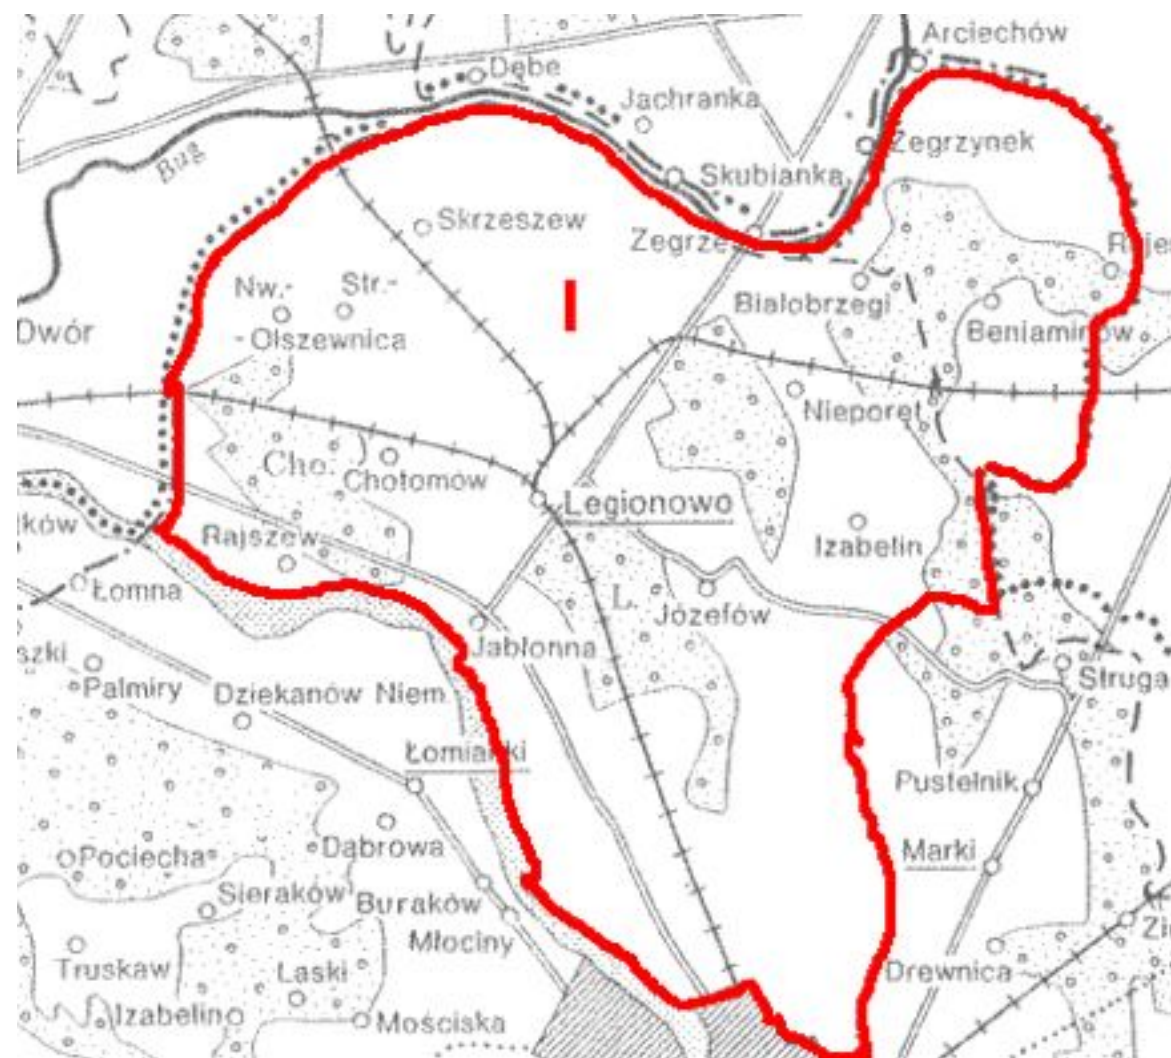 Arciechów
Dębe
Jachranka
Bug
Zegrzynek
Skubianka
Skrzeszew
Nw.-
Str.-
- Olszewnica
I
Białobrzegi
Beniaminów
Dwór
Nieporęt
Cho.
Chotomów
Legionowo
Rajszew
Izabelin
Łomna
L.
Józefów
Jabłonna
Struga
Palmiry
Dziekanów Niem.
Łomianki
Pustelnik
Pociecha
Dąbrowa
Marki
Sieraków
Buraków
Młociny
Truskaw
Laski
Drewnica
Izabelin
Mościska